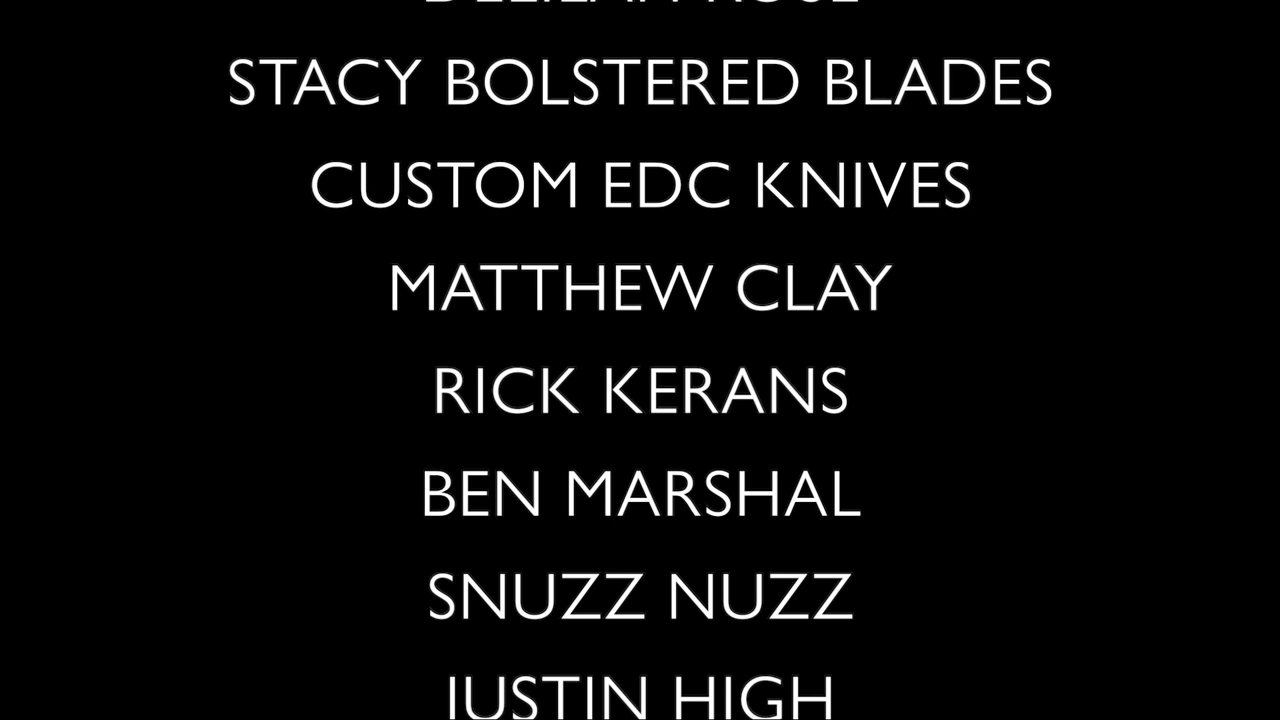 STACY BOLSTERED BLADES
CUSTOM EDC KNIVES
MATTHEW CLAY
RICK KERANS
BEN MARSHAL
SNUZZ NUZZ
JUSTIN HIGH